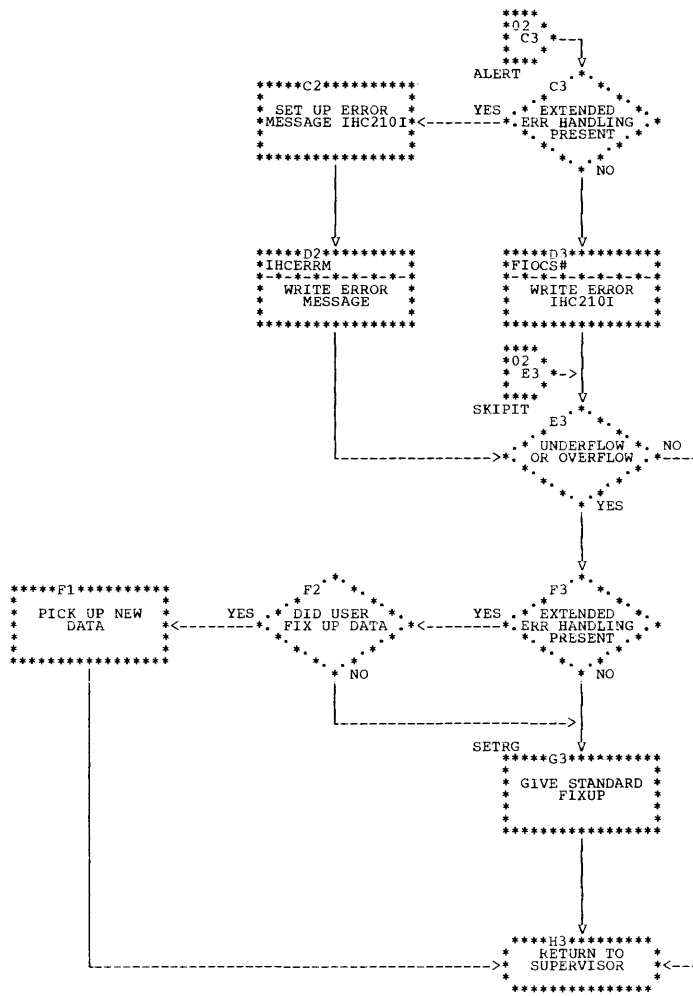 02
C3
ALERT
C2
SET UP ERROR
MESSAGE IHC210I
YES
C3
EXTENDED
ERR HANDLING
PRESENT
NO
D2
IHCERRM
WRITE ERROR
MESSAGE
D3
FIOCS#
WRITE ERROR
IHC210I
02
E3
SKIPIT
E3
UNDERFLOW
OR OVERFLOW
NO
YES
F1
PICK UP NEW
DATA
YES
F2
DID USER
FIX UP DATA
NO
YES
F3
EXTENDED
ERR HANDLING
PRESENT
NO
SETRG
G3
GIVE STANDARD
FIXUP
H3
RETURN TO
SUPERVISOR